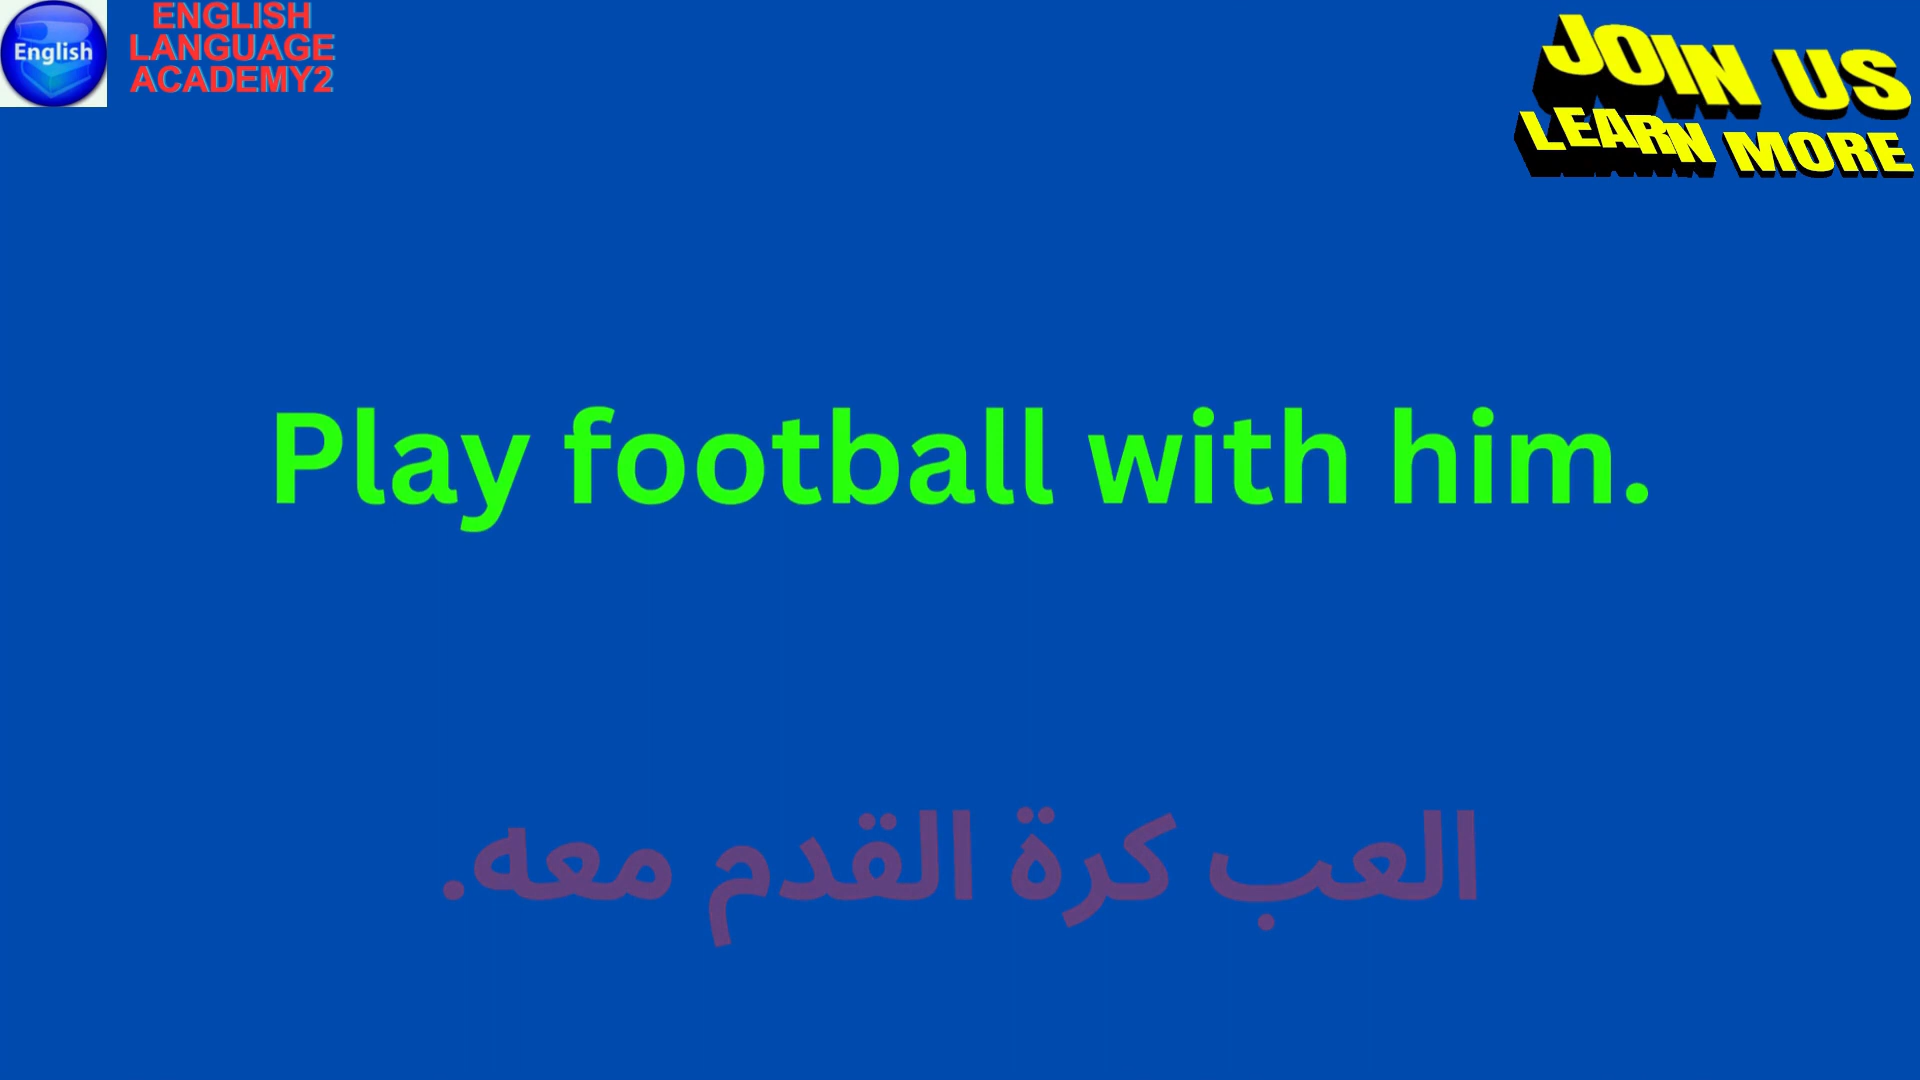 English
ENGLISH
LANGUAGE
ACADEMY2
JOIN US
LEARN MORE
Play football with him.
العب كرة القدم معه.